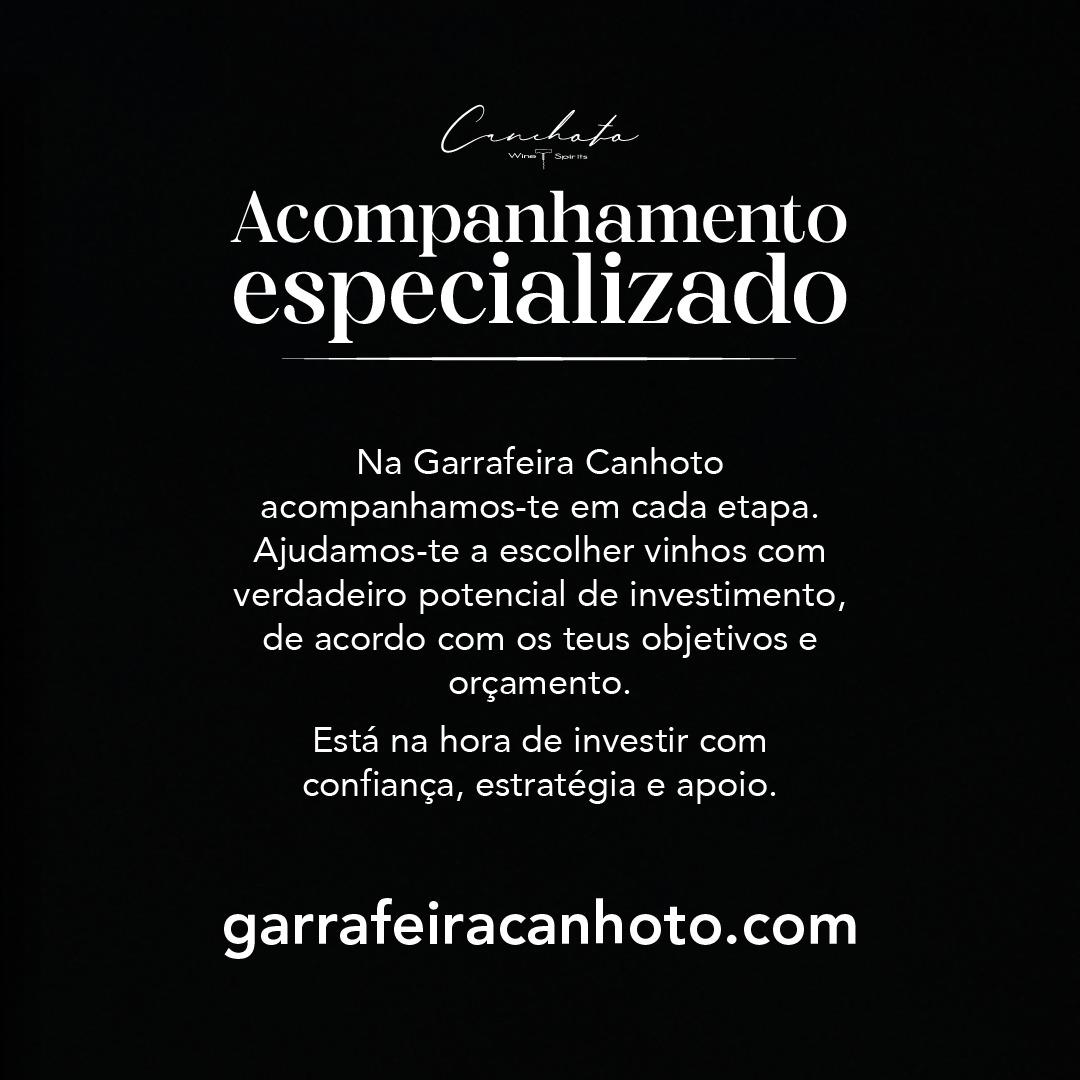 Canhoto
Wine Spirits
Acompanhamento
especializado
Na Garrafeira Canhoto
acompanhamos-te em cada etapa.
Ajudamos-te a escolher vinhos com
verdadeiro potencial de investimento,
de acordo com os teus objetivos e
orçamento.
Está na hora de investir com
confiança, estratégia e apoio.
garrafeiracanhoto.com